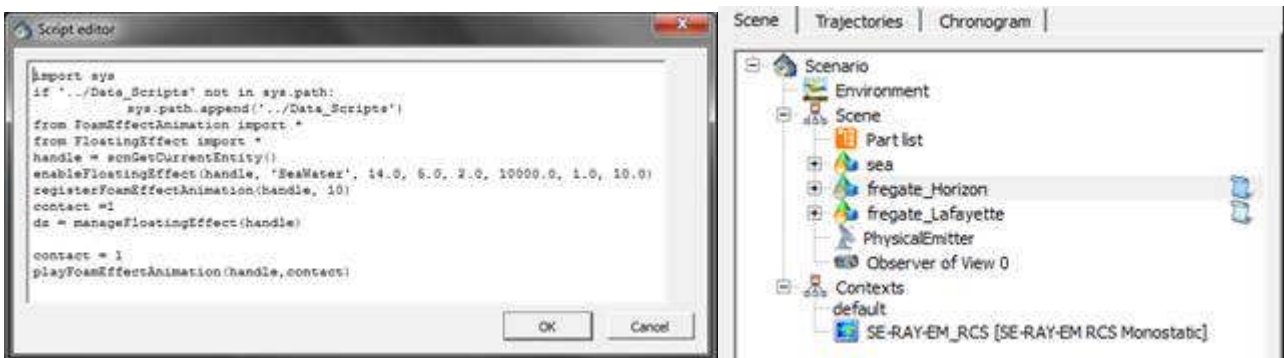 Script editor
import sys
if '../Data_Scripts' not in sys.path:
sys.path.append('../Data_Scripts')
from FoamEffectAnimation import *
from FloatingEffect import *
handle = scnGetCurrentEntity()
enableFloatingEffect(handle, 'SeaWater', 14.0, 6.0, 2.0, 10000.0, 1.0, 10.0)
registerFoamEffectAnimation(handle, 10)
contact =1
dz = manageFloatingEffect(handle)
contact = 1
playFoamEffectAnimation(handle,contact)
OK
Cancel
Scene
Trajectories
Chronogram
Scenario
Environment
Scene
Part list
sea
fregate_Horizon
fregate_Lafayette
PhysicalEmitter
Observer of View 0
Contexts
default
SE-RAY-EM_RCS [SE-RAY-EM RCS Monostatic]